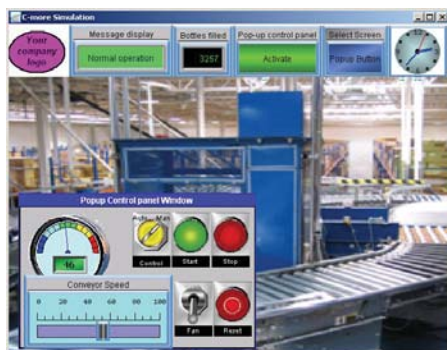 C-more Simulation
Your
company
logo
Message display
Normal operation
Bottles filled
3257
Pop-up control panel
Activate
Select Screen
Popup Button
12
Popup Control panel Window
46
Auto Man
Control
Start
Stop
Conveyor Speed
0 20 40 60 80 100
Fan
Reset